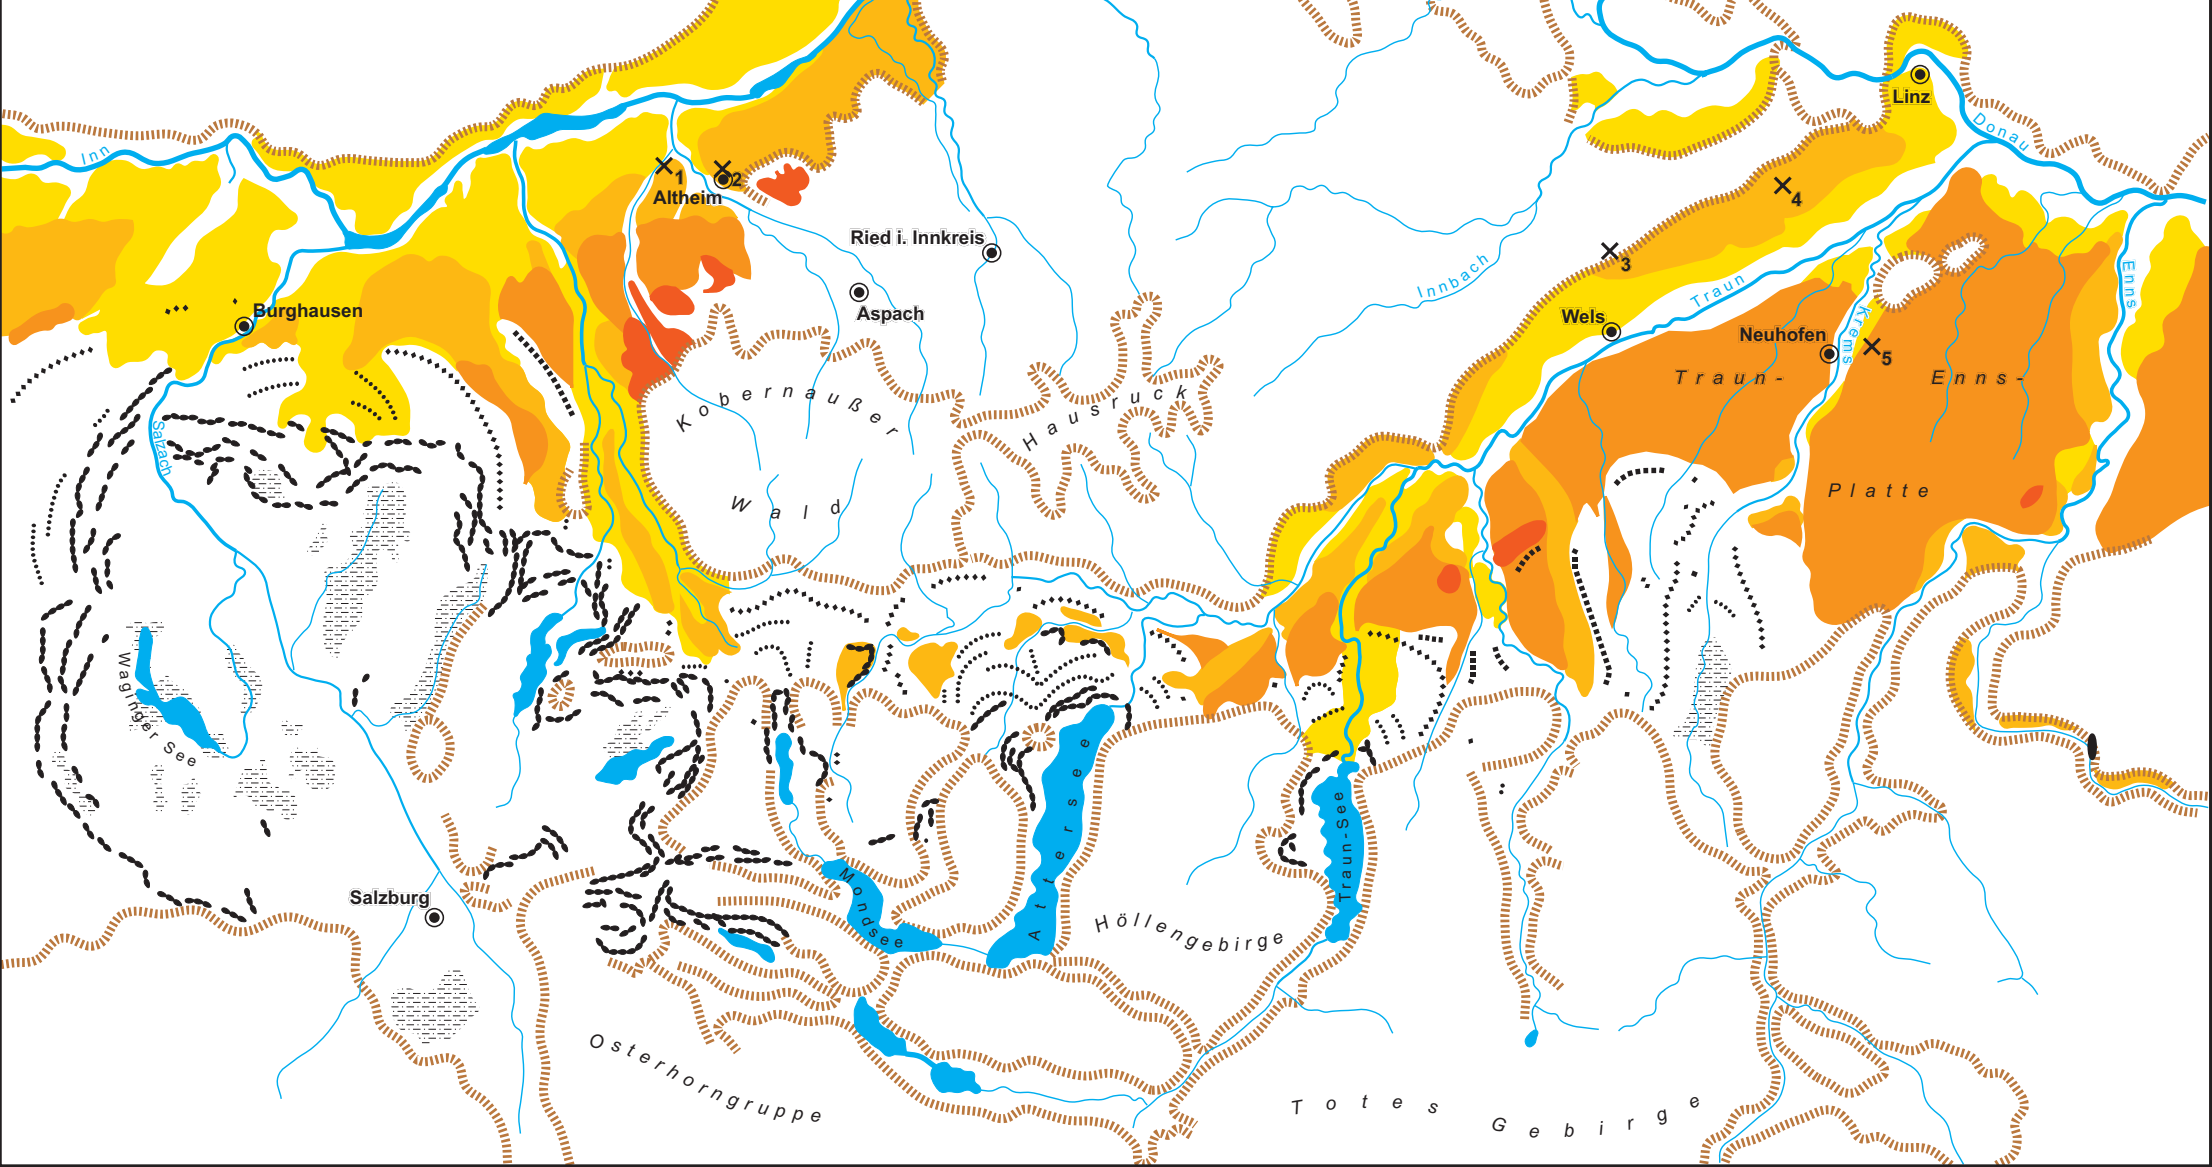 Inn
Linz
Donau
1
2
Altheim
4
Ried i. Innkreis
3
Innbach
Enns
Traun
Burghausen
Aspach
Wels
Neuhofen
Krems
5
Traun-
Enns-
Platte
Kobernaußer
Wald
Hausruck
Salzach
Waginger See
Attersee
Traun-See
Mondsee
Salzburg
Höllengebirge
Osterhorngruppe
Totes Gebirge